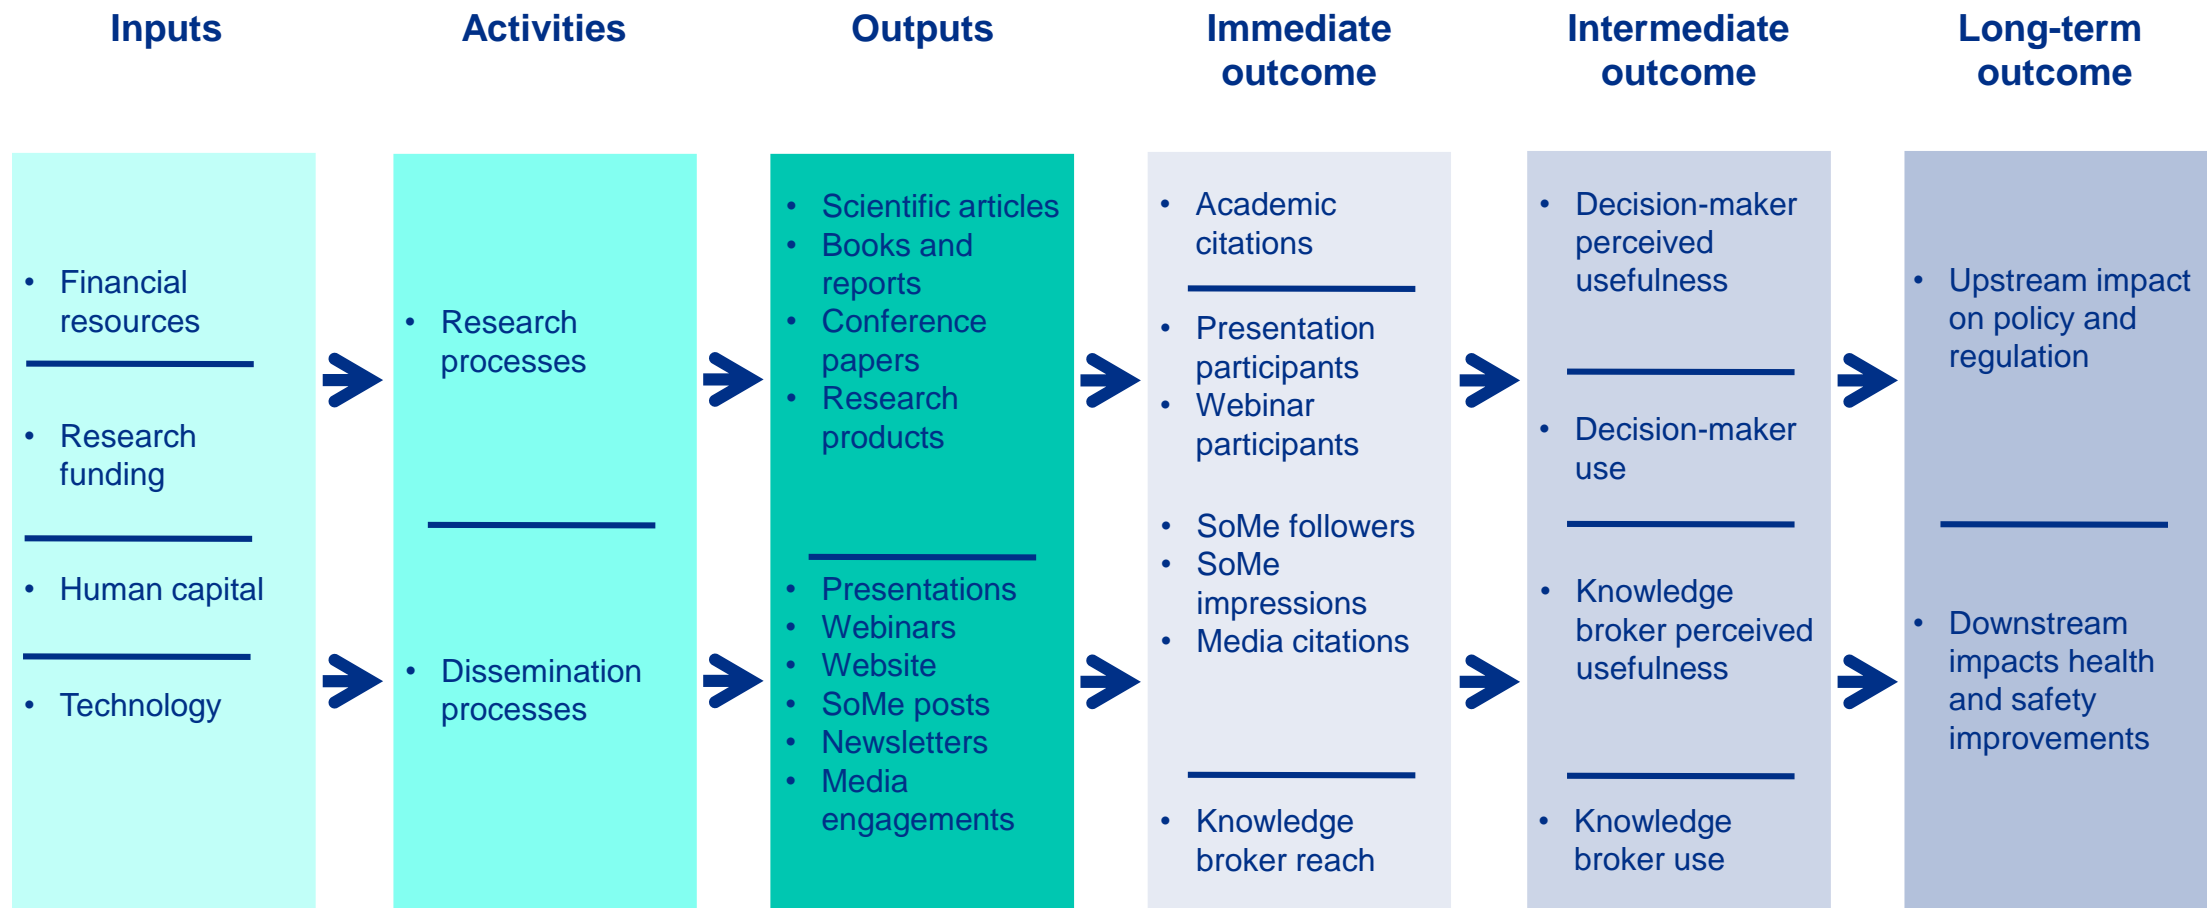 Inputs
Activities
Outputs
Immediate
outcome
Intermediate
outcome
Long-term
outcome
• Financial
resources
• Research
funding
• Human capital
• Technology
• Research
processes
• Dissemination
processes
• Scientific articles
• Books and
reports
• Conference
papers
• Research
products
• Presentations
• Webinars
• Website
• SoMe posts
• Newsletters
• Media
engagements
• Academic
citations
• Presentation
participants
• Webinar
participants
• SoMe followers
• SoMe
impressions
• Media citations
• Knowledge
broker reach
• Decision-maker
perceived
usefulness
• Decision-maker
use
• Knowledge
broker perceived
usefulness
• Knowledge
broker use
• Upstream impact
on policy and
regulation
• Downstream
impacts health
and safety
improvements